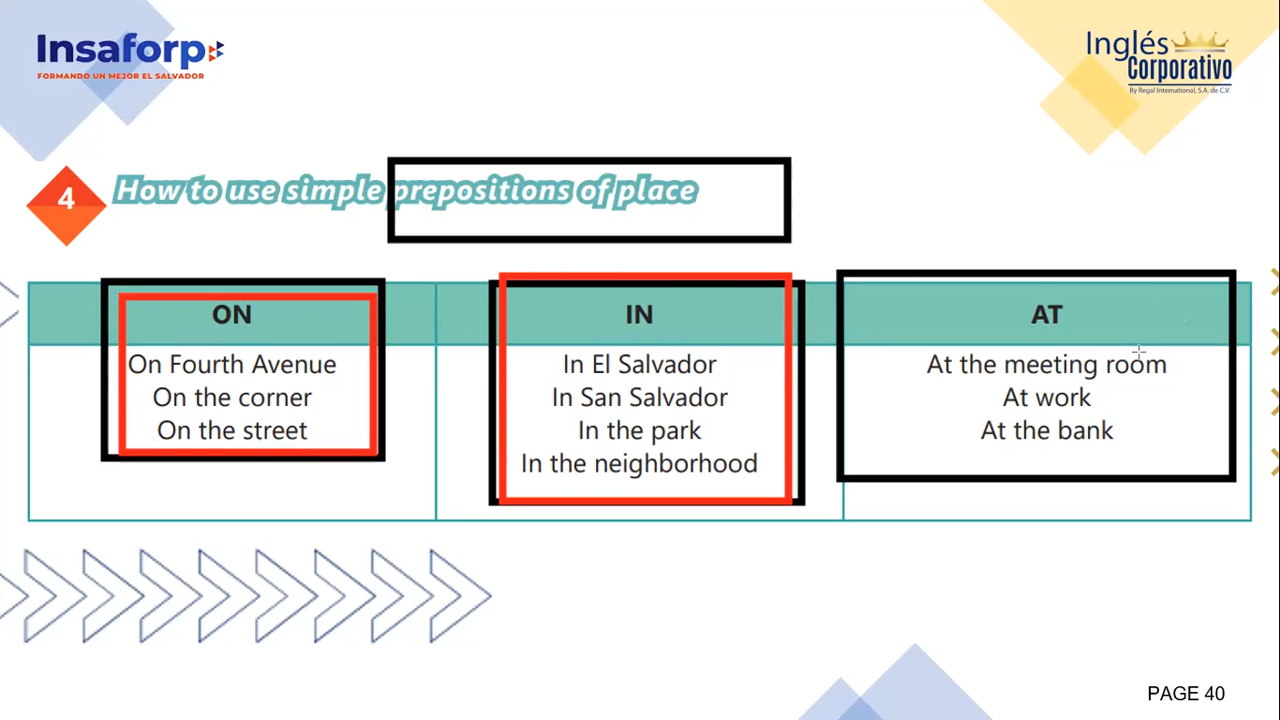 Insaforp
FORMANDO UN MEJOR EL SALVADOR
Inglés
Corporativo
By Regal International, S.A. de C.V.
4
How to use simple prepositions of place
ON
On Fourth Avenue
On the corner
On the street
IN
In El Salvador
In San Salvador
In the park
In the neighborhood
AT
At the meeting room
At work
At the bank
PAGE 40